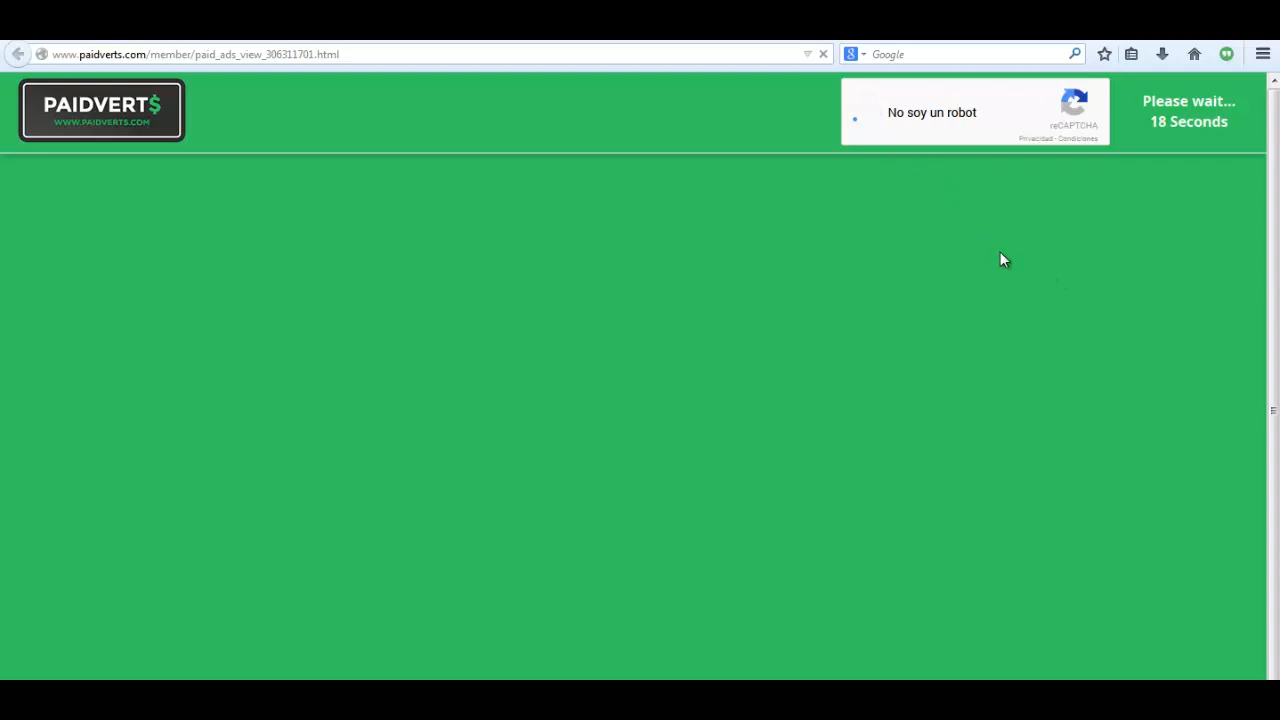 www.paidverts.com/member/paid_ads_view_306311701.html
Google
PAIDVERT$
WWW.PAIDVERTS.COM
No soy un robot
reCAPTCHA
Privacidad - Condiciones
Please wait...
18 Seconds